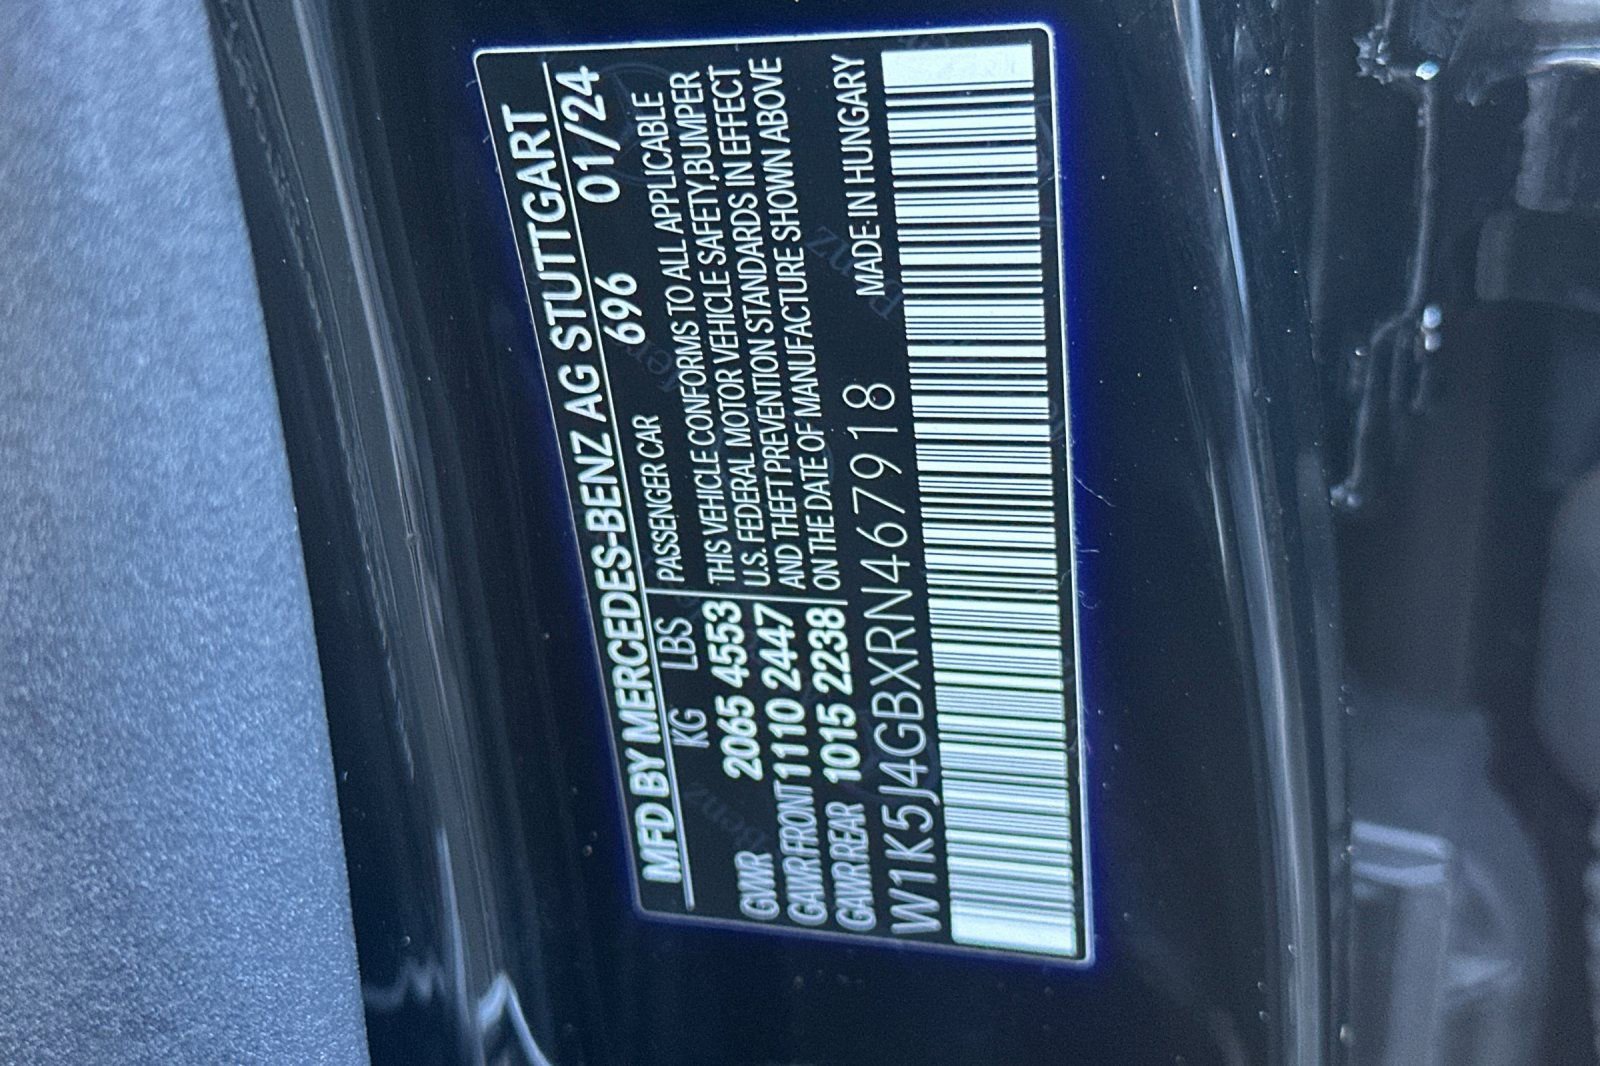 MFD BY MERCEDES-BENZ AG STUTTGART
696 01/24
KG LBS
GVWR 2065 4553
GAWR FRONT 1110 2447
GAWR REAR 1015 2238
PASSENGER CAR
THIS VEHICLE CONFORMS TO ALL APPLICABLE
U.S. FEDERAL MOTOR VEHICLE SAFETY,BUMPER
AND THEFT PREVENTION STANDARDS IN EFFECT
ON THE DATE OF MANUFACTURE SHOWN ABOVE
MADE-IN HUNGARY
W1K5J4GBXRN467918